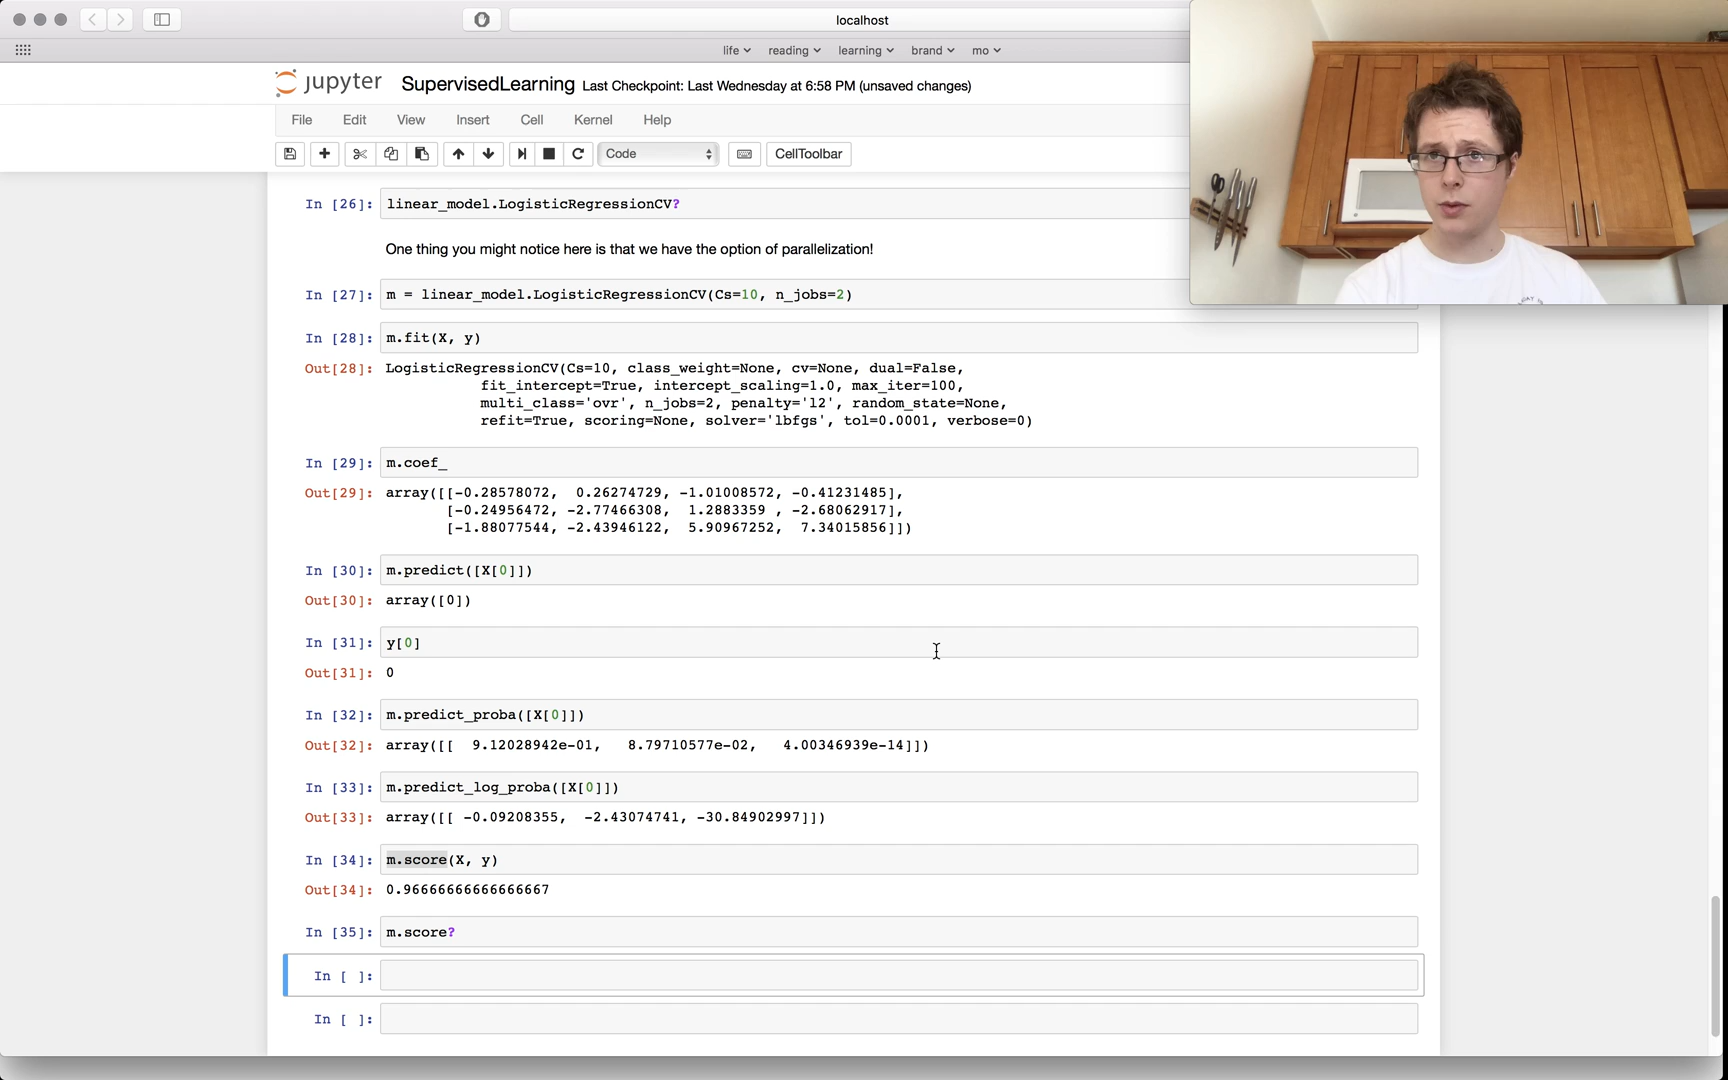 localhost
life reading learning brand mo
jupyter SupervisedLearning Last Checkpoint: Last Wednesday at 6:58 PM (unsaved changes)
File Edit View Insert Cell Kernel Help
Code CellToolbar
In [26]: linear_model.LogisticRegressionCV?
One thing you might notice here is that we have the option of parallelization!
In [27]: m = linear_model.LogisticRegressionCV(Cs=10, n_jobs=2)
In [28]: m.fit(X, y)
Out[28]: LogisticRegressionCV(Cs=10, class_weight=None, cv=None, dual=False,
fit_intercept=True, intercept_scaling=1.0, max_iter=100,
multi_class='ovr', n_jobs=2, penalty='l2', random_state=None,
refit=True, scoring=None, solver='lbfgs', tol=0.0001, verbose=0)
In [29]: m.coef_
Out[29]: array([[-0.28578072, 0.26274729, -1.01008572, -0.41231485],
[-0.24956472, -2.77466308, 1.2883359 , -2.68062917],
[-1.88077544, -2.43946122, 5.90967252, 7.34015856]])
In [30]: m.predict([X[0]])
Out[30]: array([0])
In [31]: y[0]
Out[31]: 0
In [32]: m.predict_proba([X[0]])
Out[32]: array([[ 9.12028942e-01, 8.79710577e-02, 4.00346939e-14]])
In [33]: m.predict_log_proba([X[0]])
Out[33]: array([[ -0.09208355, -2.43074741, -30.84902997]])
In [34]: m.score(X, y)
Out[34]: 0.96666666666666667
In [35]: m.score?
In [ ]:
In [ ]: